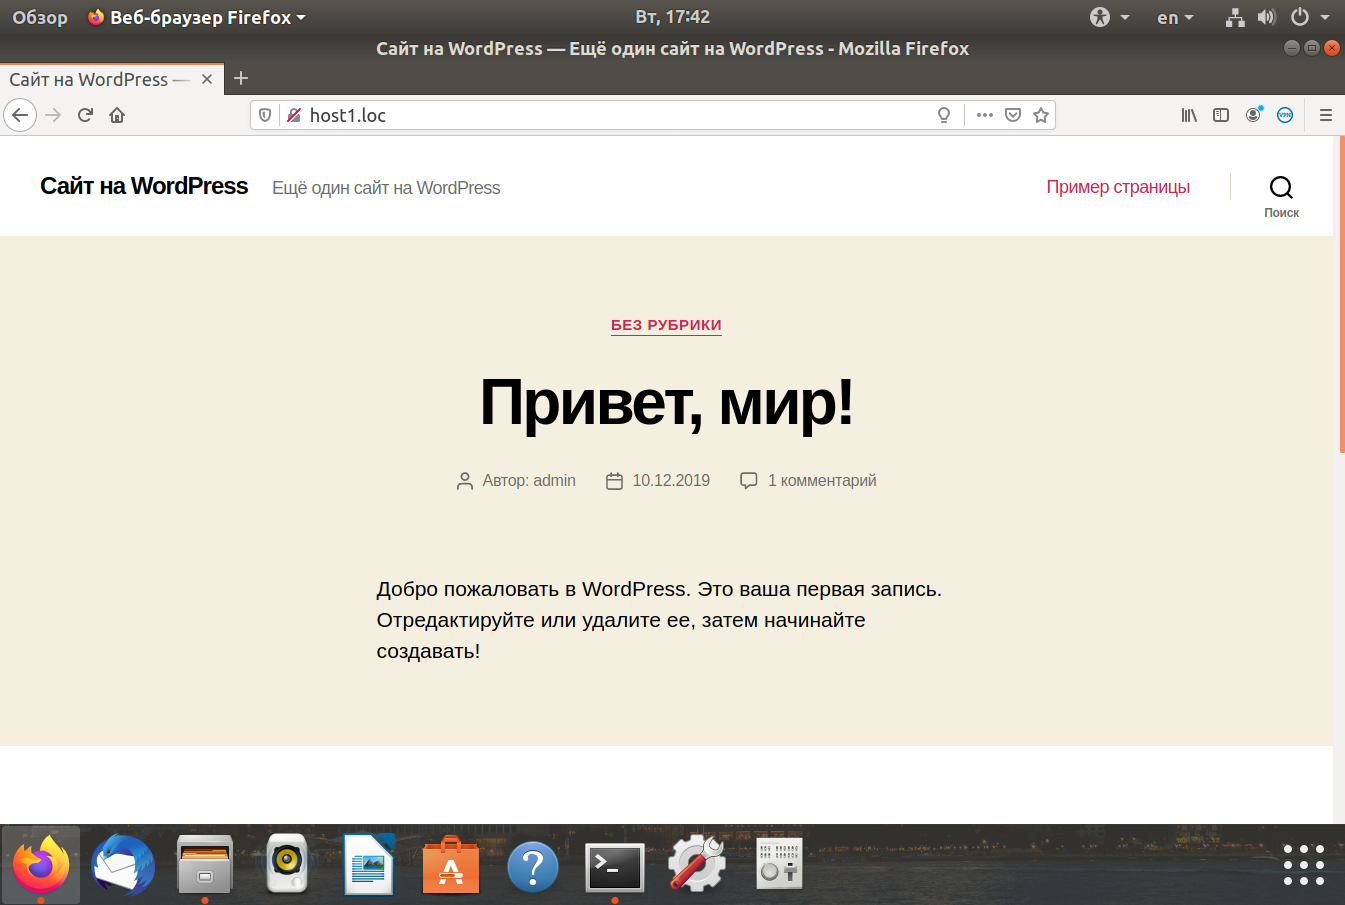 Обзор
Веб-браузер Firefox
Вт, 17:42
en
Сайт на WordPress — Ещё один сайт на WordPress - Mozilla Firefox
Сайт на WordPress —
host1.loc
VPN
Сайт на WordPress
Ещё один сайт на WordPress
Пример страницы
Поиск
БЕЗ РУБРИКИ
Привет, мир!
Автор: admin
10.12.2019
1 комментарий
Добро пожаловать в WordPress. Это ваша первая запись.
Отредактируйте или удалите ее, затем начинайте
создавать!